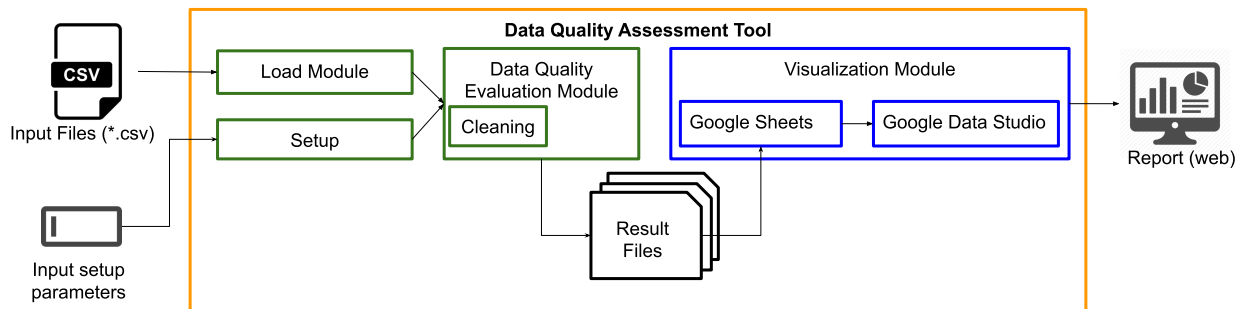 Data Quality Assessment Tool
CSV
Input Files (*.csv)
Load Module
Setup
Data Quality
Evaluation Module
Cleaning
Visualization Module
Google Sheets
Google Data Studio
Report (web)
Result
Files
Input setup
parameters